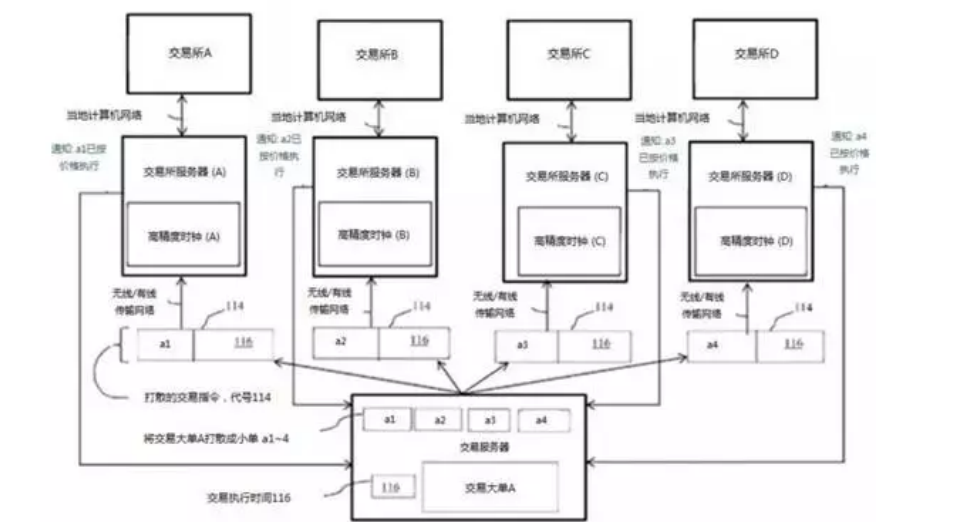 交易所A
交易所B
交易所C
交易所D
当地计算机网络
当地计算机网络
当地计算机网络
当地计算机网络
通知:a1已按
价格执行
通知:a2已
按价格执
行
通知:a3
已按价格
执行
通知:a4
已按价格
执行
交易所服务器 (A)
交易所服务器 (B)
交易所服务器 (C)
交易所服务器 (D)
高精度时钟 (A)
高精度时钟 (B)
高精度时钟 (C)
高精度时钟 (D)
无线/有线
传输网络
无线/有线
传输网络
无线/有线
传输网络
无线/有线
传输网络
114
114
114
114
a1
116
a2
116
a3
116
a4
116
打散的交易指令，代号114
将交易大单A打散成小单 a1~4
a1
a2
a3
a4
交易服务器
交易执行时间116
116
交易大单A